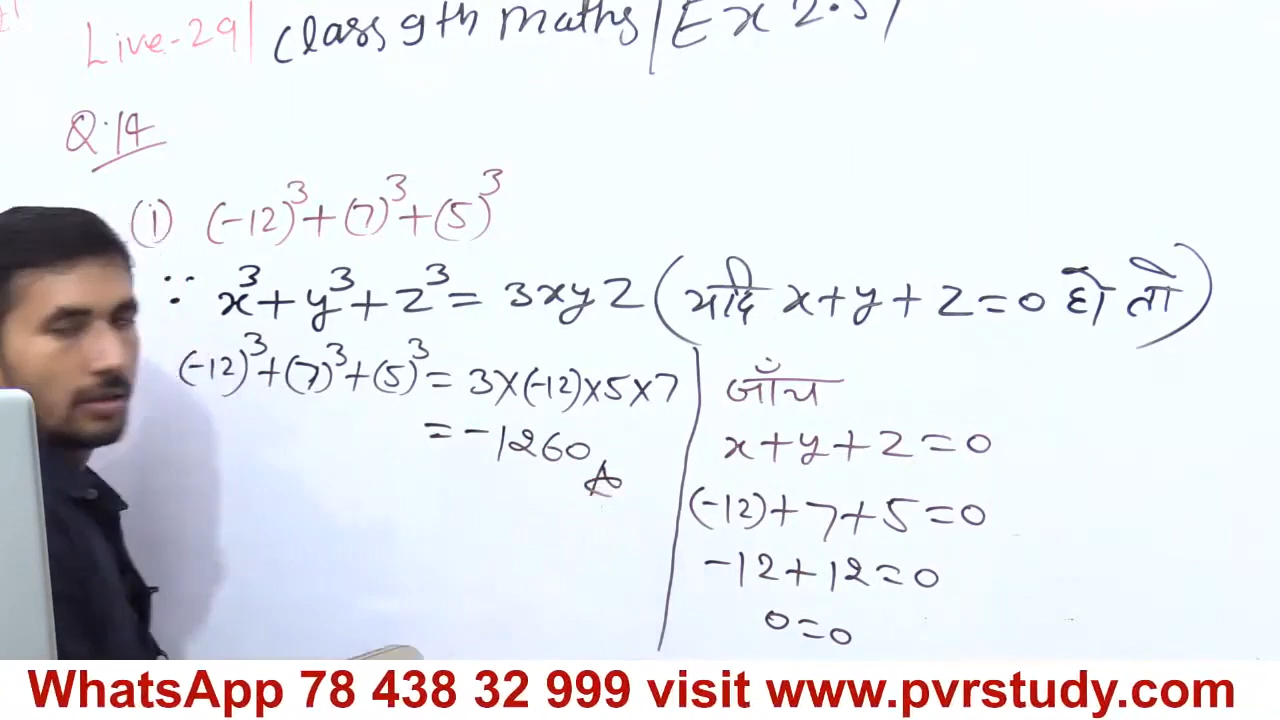 Live-29| Class 9th maths | Ex 2.5 |
Q.14
(i) (-12)³+(7)³+(5)³
∵ x³+y³+z³= 3xyz (यदि x+y+z=0 हो तो)
(-12)³+(7)³+(5)³= 3×(-12)×5×7
= -1260 A
जाँच
x+y+z=0
(-12)+7+5=0
-12+12=0
0=0
WhatsApp 78 438 32 999 visit www.pvrstudy.com